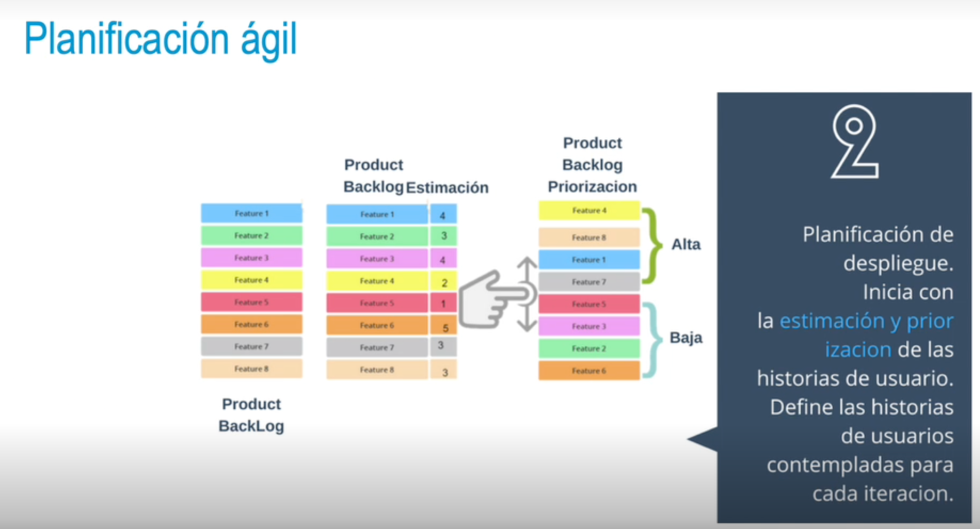 Planificación ágil
Product
BackLog
Feature 1
Feature 2
Feature 3
Feature 4
Feature 5
Feature 6
Feature 7
Feature 8
Product
Backlog Estimación
Feature 1 4
Feature 2 3
Feature 3 4
Feature 4 2
Feature 5 1
Feature 6 5
Feature 7 3
Feature 8 3
Product
Backlog
Priorizacion
Feature 4
Feature 8
Feature 1
Feature 7
Feature 5
Feature 3
Feature 2
Feature 6
Alta
Baja
2
Planificación de
despliegue.
Inicia con
la estimación y prior
izacion de las
historias de usuario.
Define las historias
de usuarios
contempladas para
cada iteracion.